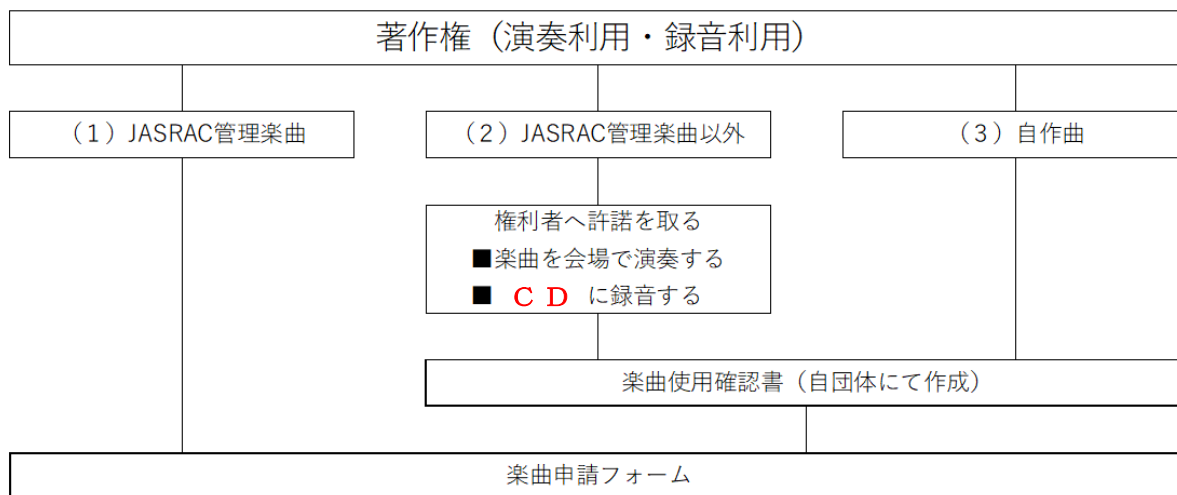 著作権（演奏利用・録音利用）
（１）JASRAC管理楽曲
（２）JASRAC管理楽曲以外
（３）自作曲
権利者へ許諾を取る
■楽曲を会場で演奏する
■ ＣＤ に録音する
楽曲使用確認書（自団体にて作成）
楽曲申請フォーム